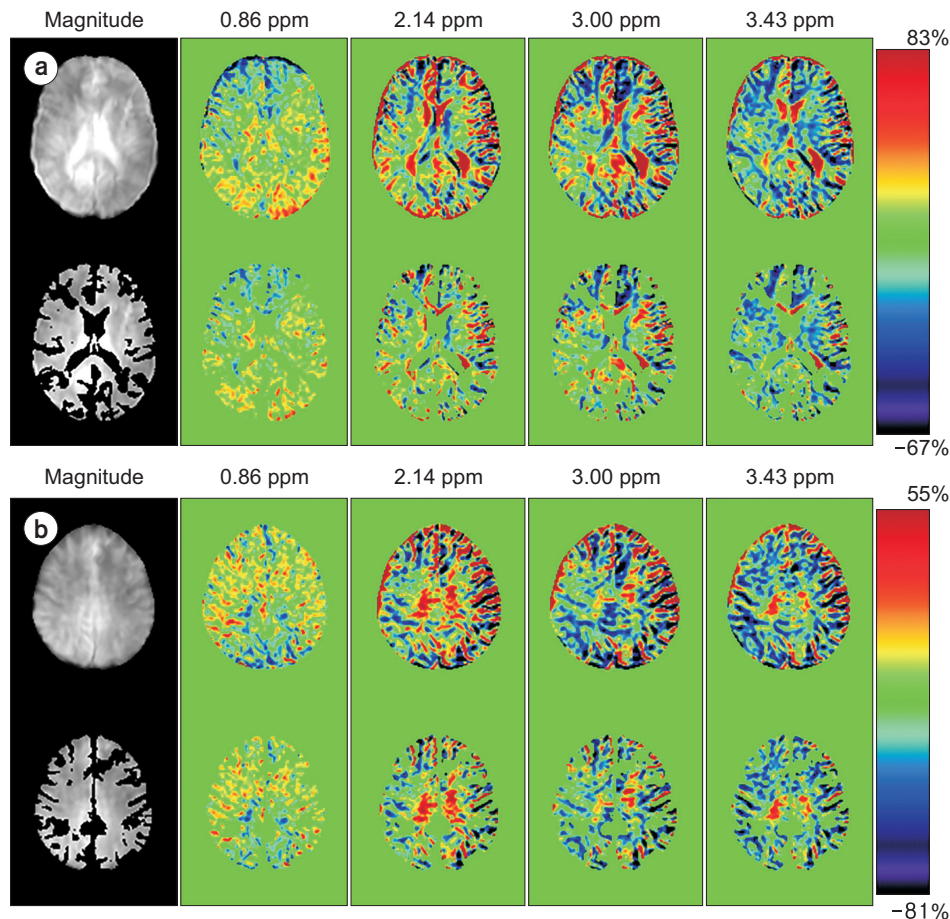 Magnitude 0.86 ppm 2.14 ppm 3.00 ppm 3.43 ppm
83%
a
−67%
Magnitude 0.86 ppm 2.14 ppm 3.00 ppm 3.43 ppm
55%
b
−81%